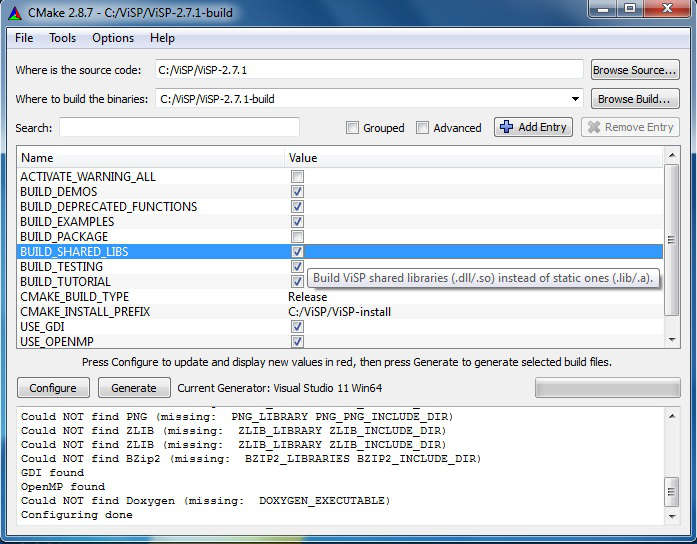 CMake 2.8.7 - C:/ViSP/ViSP-2.7.1-build
File Tools Options Help
Where is the source code: C:/ViSP/ViSP-2.7.1 Browse Source...
Where to build the binaries: C:/ViSP/ViSP-2.7.1-build Browse Build...
Search: Grouped Advanced Add Entry Remove Entry
Name Value
ACTIVATE_WARNING_ALL
BUILD_DEMOS
BUILD_DEPRECATED_FUNCTIONS
BUILD_EXAMPLES
BUILD_PACKAGE
BUILD_SHARED_LIBS
BUILD_TESTING
Build ViSP shared libraries (.dll/.so) instead of static ones (.lib/.a).
BUILD_TUTORIAL
CMAKE_BUILD_TYPE Release
CMAKE_INSTALL_PREFIX C:/ViSP/ViSP-install
USE_GDI
USE_OPENMP
Press Configure to update and display new values in red, then press Generate to generate selected build files.
Configure Generate Current Generator: Visual Studio 11 Win64
Could NOT find PNG (missing: PNG_LIBRARY PNG_PNG_INCLUDE_DIR)
Could NOT find ZLIB (missing: ZLIB_LIBRARY ZLIB_INCLUDE_DIR)
Could NOT find ZLIB (missing: ZLIB_LIBRARY ZLIB_INCLUDE_DIR)
Could NOT find BZip2 (missing: BZIP2_LIBRARIES BZIP2_INCLUDE_DIR)
GDI found
OpenMP found
Could NOT find Doxygen (missing: DOXYGEN_EXECUTABLE)
Configuring done